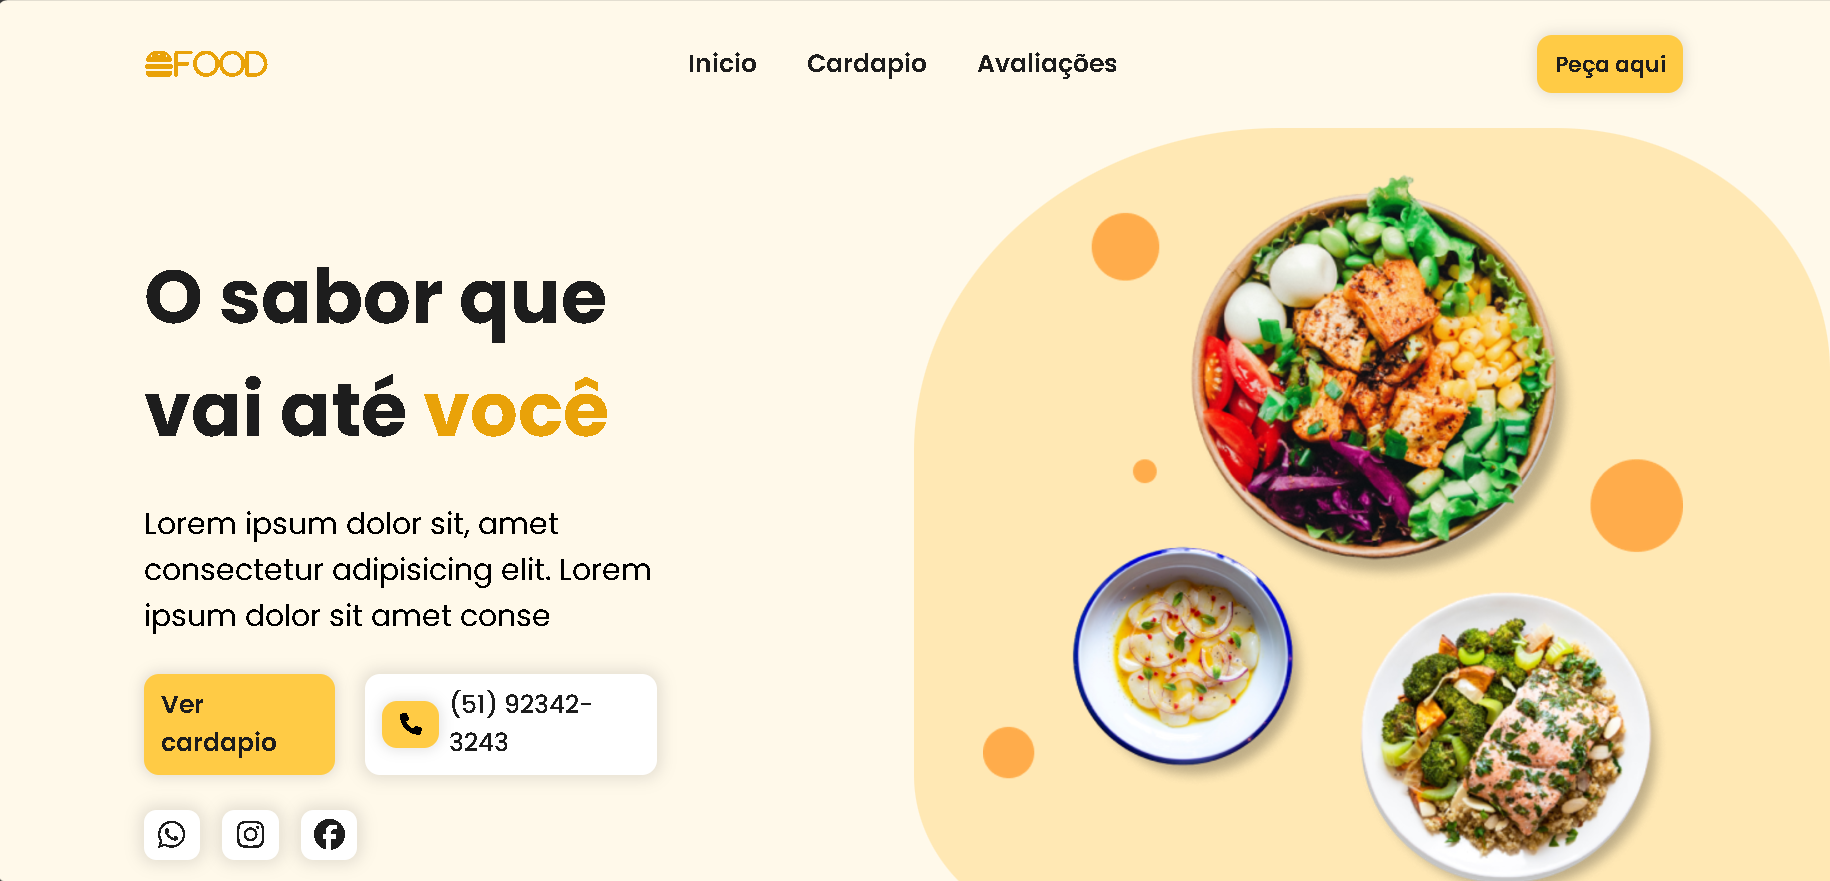 FOOD
Inicio
Cardapio
Avaliações
Peça aqui
O sabor que
vai até você
Lorem ipsum dolor sit, amet
consectetur adipisicing elit. Lorem
ipsum dolor sit amet conse
Ver
cardapio
(51) 92342-
3243